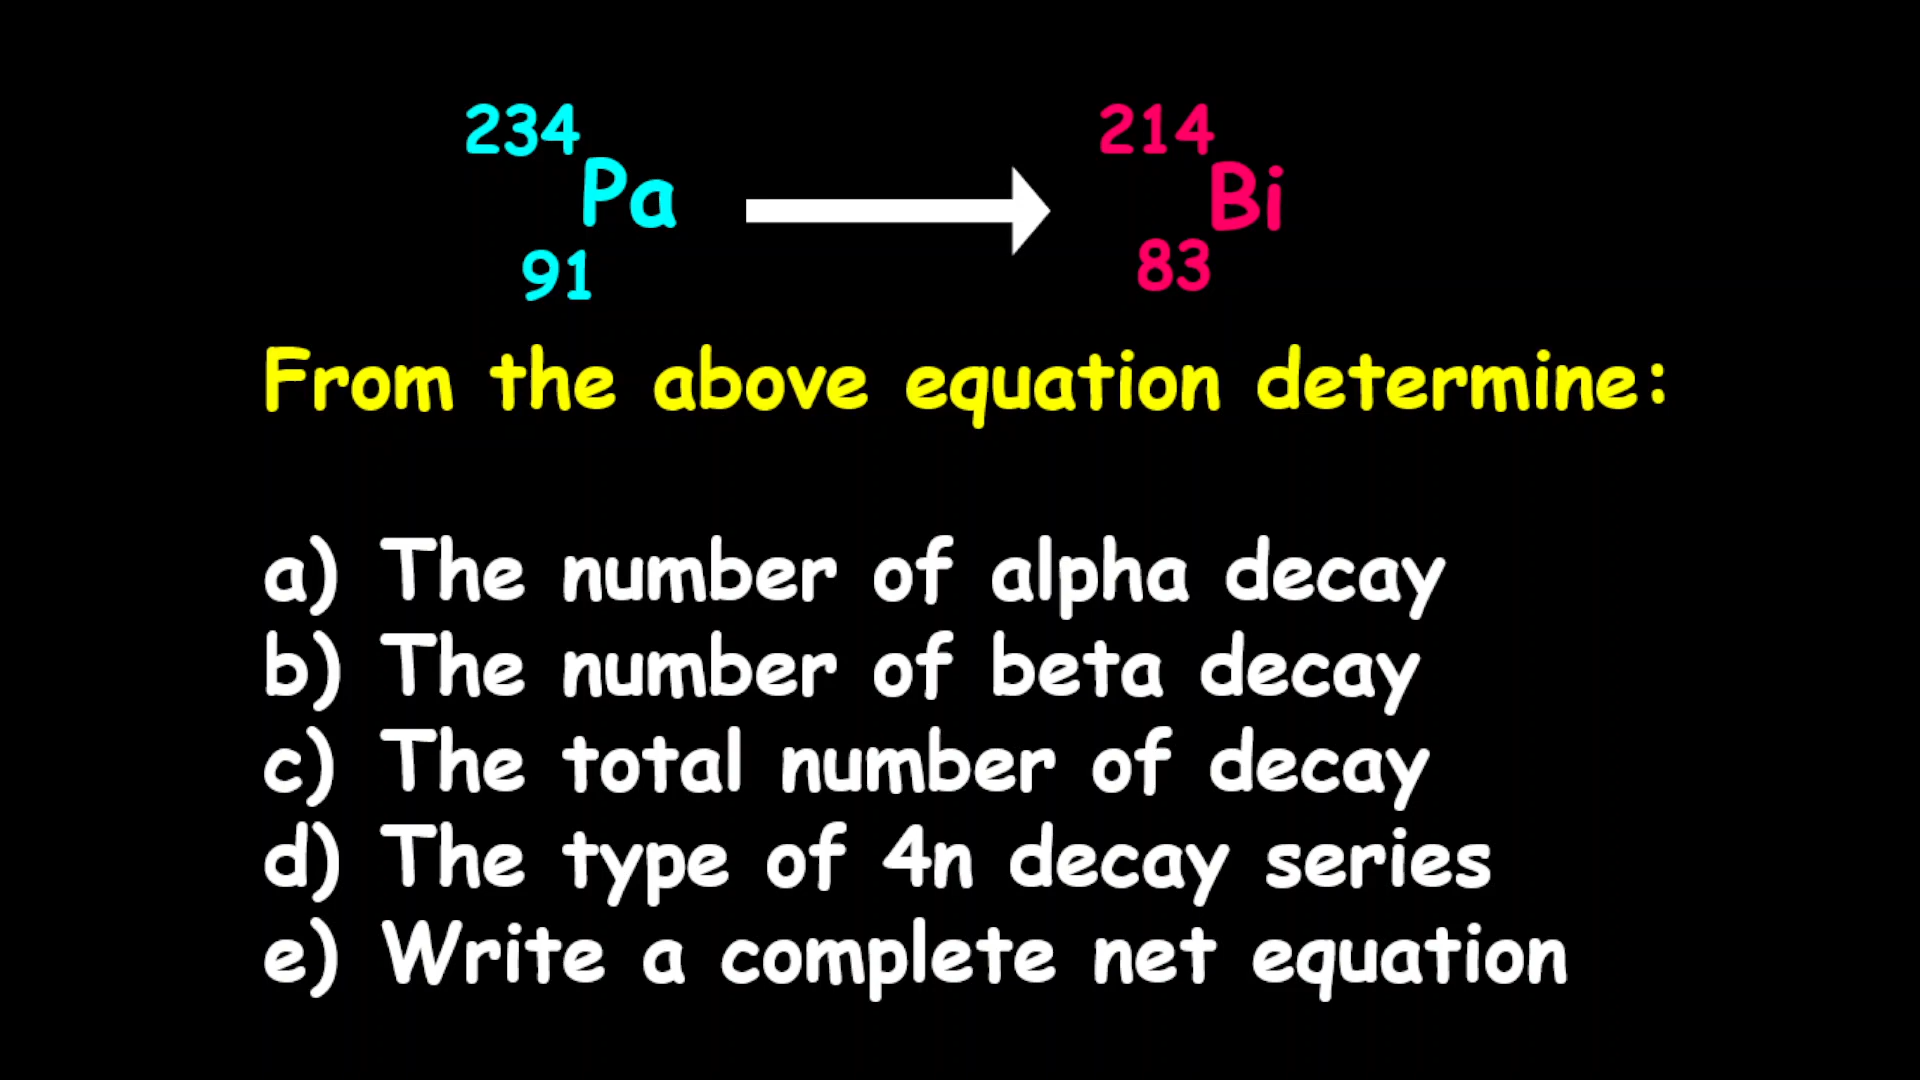 234 Pa 91 → 214 Bi 83
From the above equation determine:
a) The number of alpha decay
b) The number of beta decay
c) The total number of decay
d) The type of 4n decay series
e) Write a complete net equation